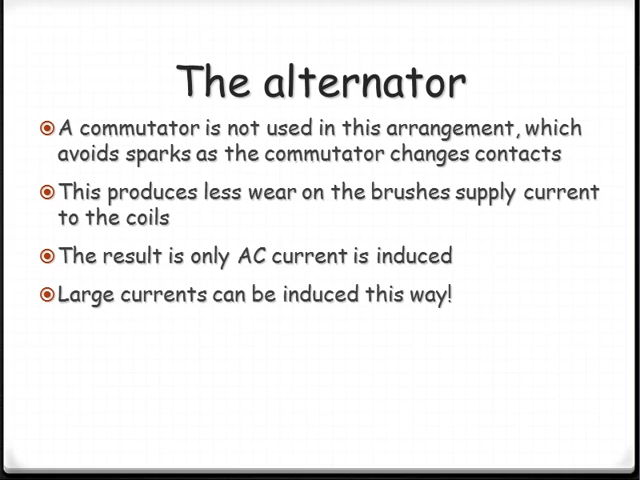 The alternator
A commutator is not used in this arrangement, which
avoids sparks as the commutator changes contacts
This produces less wear on the brushes supply current
to the coils
The result is only AC current is induced
Large currents can be induced this way!